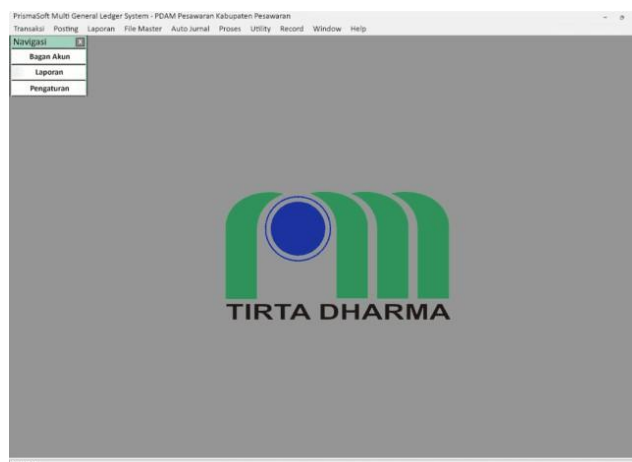 PrismaSoft Multi General Ledger System - PDAM Pesawaran Kabupaten Pesawaran
Transaksi Posting Laporan File Master Auto Jurnal Proses Utility Record Window Help
Navigasi
Bagan Akun
Laporan
Pengaturan
TIRTA DHARMA